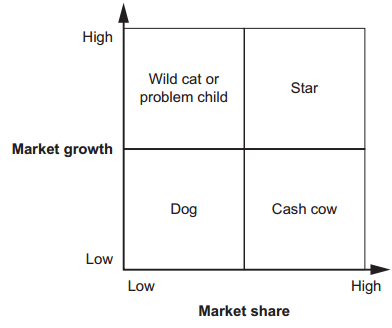 High
Wild cat or
problem child
Star
Market growth
Dog
Cash cow
Low
Low
High
Market share